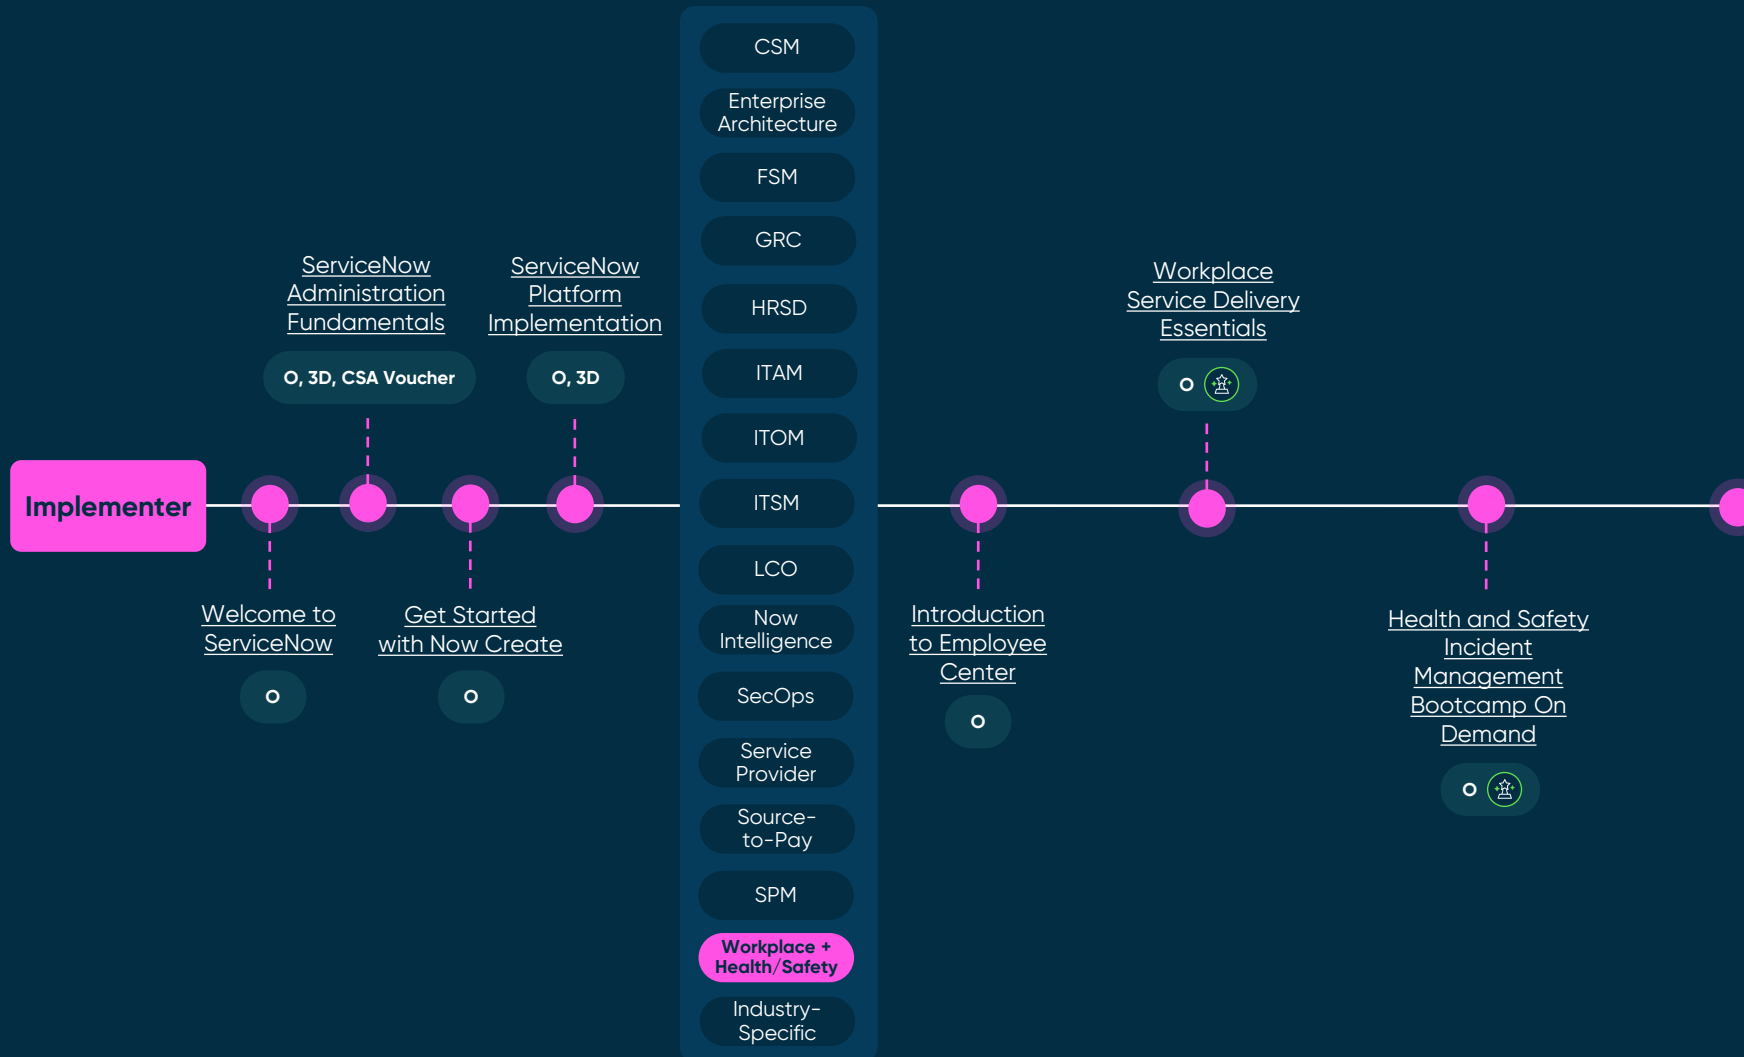 Implementer
Welcome to
ServiceNow
O
ServiceNow
Administration
Fundamentals
O, 3D, CSA Voucher
Get Started
with Now Create
O
ServiceNow
Platform
Implementation
O, 3D
CSM
Enterprise
Architecture
FSM
GRC
HRSD
ITAM
ITOM
ITSM
LCO
Now
Intelligence
SecOps
Service
Provider
Source-
to-Pay
SPM
Workplace +
Health/Safety
Industry-
Specific
Introduction
to Employee
Center
O
Workplace
Service Delivery
Essentials
O
Health and Safety
Incident
Management
Bootcamp On
Demand
O